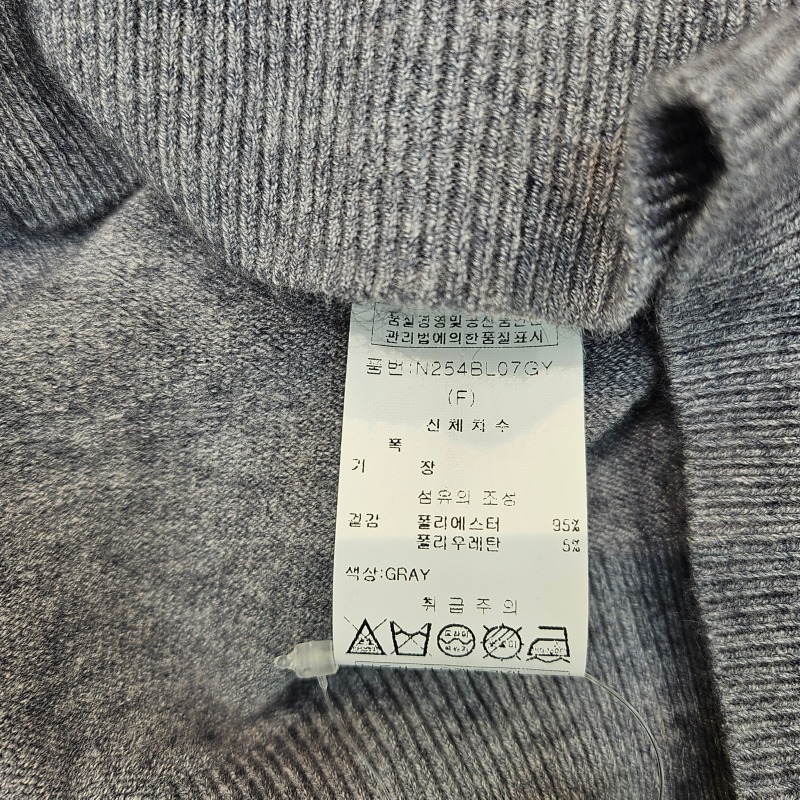 품질경영및공산품안전
관리법에의한품질표시
품번:N254BL07GY
(F)
신체치수
폭
기 장
섬유의 조성
겉감 폴리에스터 95%
폴리우레탄 5%
색상:GRAY
취급주의